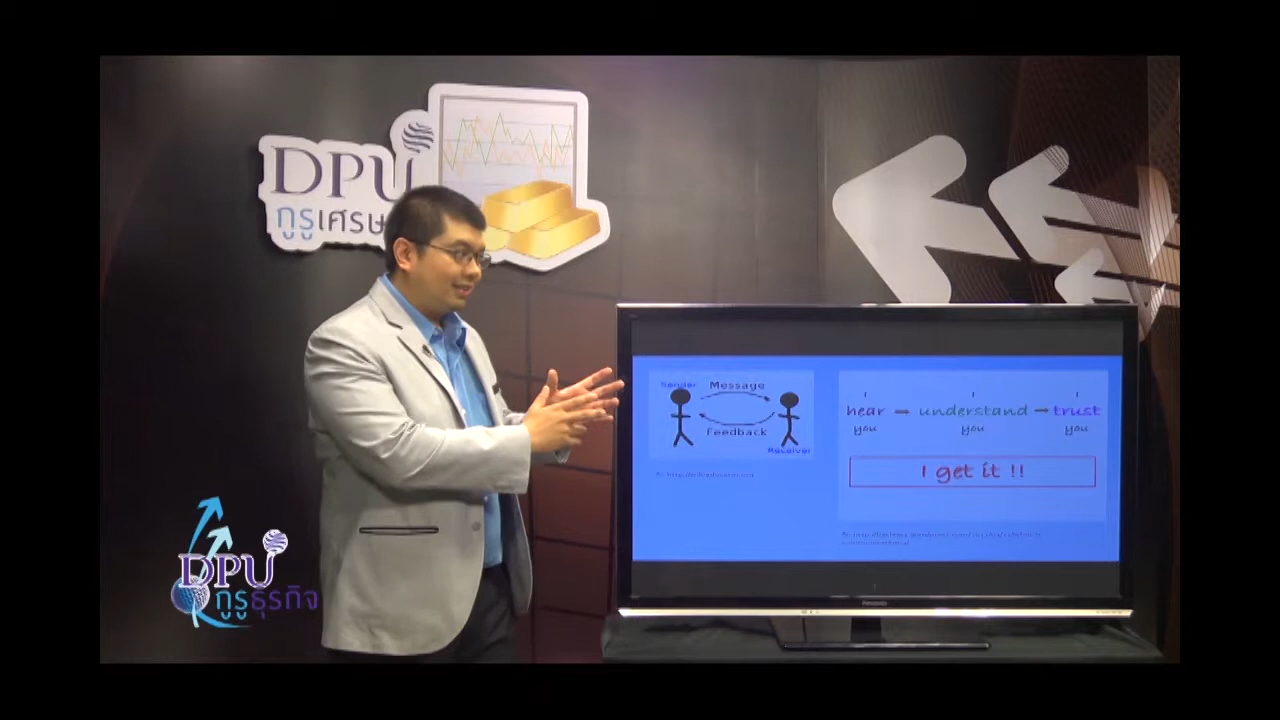 DPU
กูรูเศรษ
Sender
Message
Feedback
Receiver
hear → understand → trust
you you you
I get it !!
Panasonic
DPU
กูรูธุรกิจ